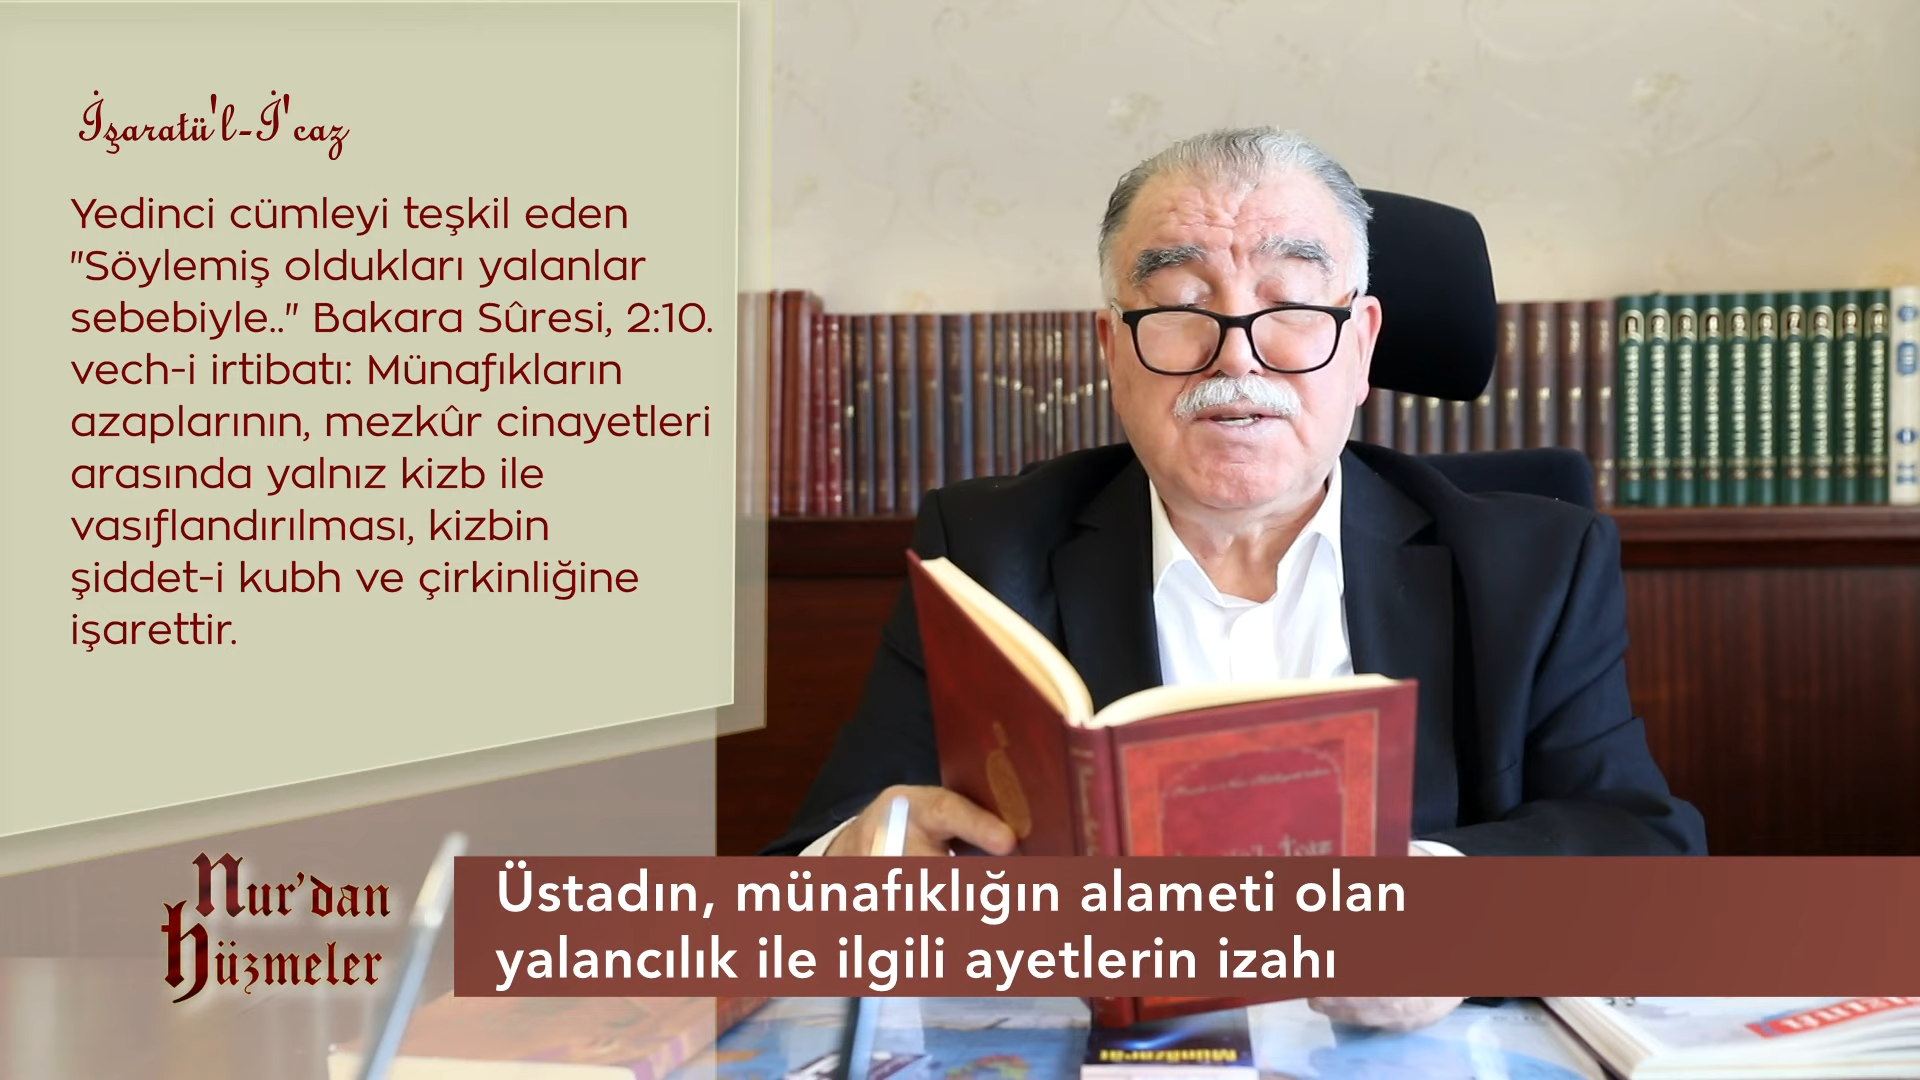 İşaratü'l-İ'caz
Yedinci cümleyi teşkil eden
"Söylemiş oldukları yalanlar
sebebiyle.." Bakara Sûresi, 2:10.
vech-i irtibatı: Münafıkların
azaplarının, mezkûr cinayetleri
arasında yalnız kizb ile
vasıflandırılması, kizbin
şiddet-i kubh ve çirkinliğine
işarettir.
Nur'dan
Hüzmeler
Üstadın, münafıklığın alameti olan
yalancılık ile ilgili ayetlerin izahı
Münâzarât